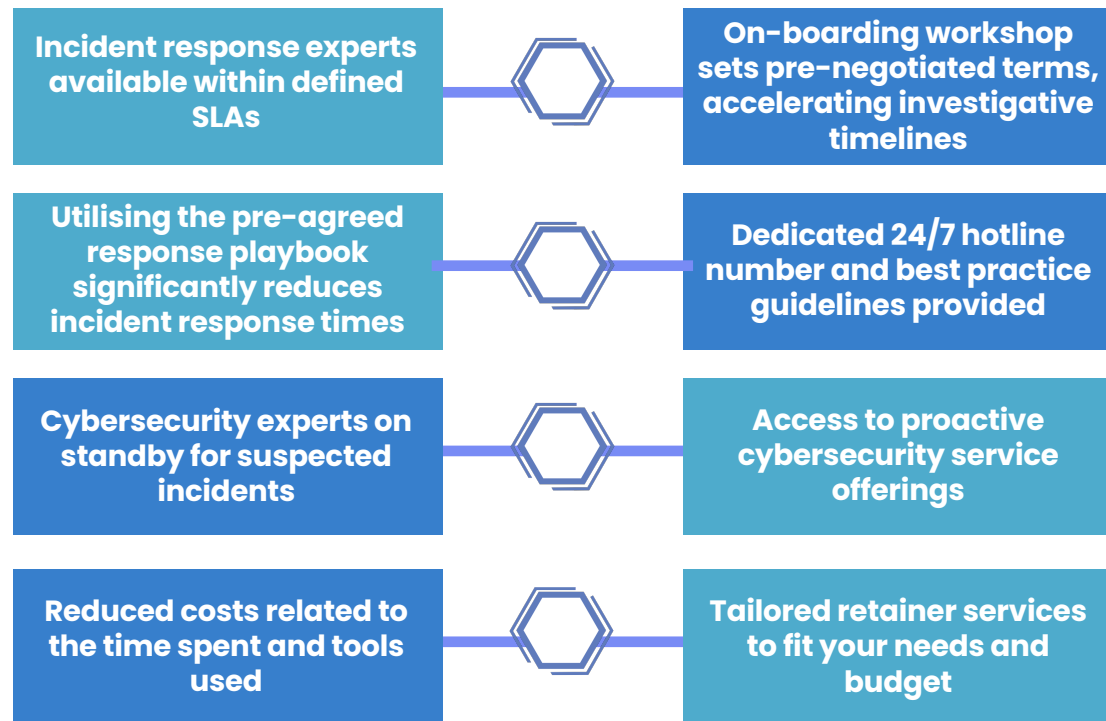 Incident response experts
available within defined
SLAs
On-boarding workshop
sets pre-negotiated terms,
accelerating investigative
timelines
Utilising the pre-agreed
response playbook
significantly reduces
incident response times
Dedicated 24/7 hotline
number and best practice
guidelines provided
Cybersecurity experts on
standby for suspected
incidents
Access to proactive
cybersecurity service
offerings
Reduced costs related to
the time spent and tools
used
Tailored retainer services
to fit your needs and
budget